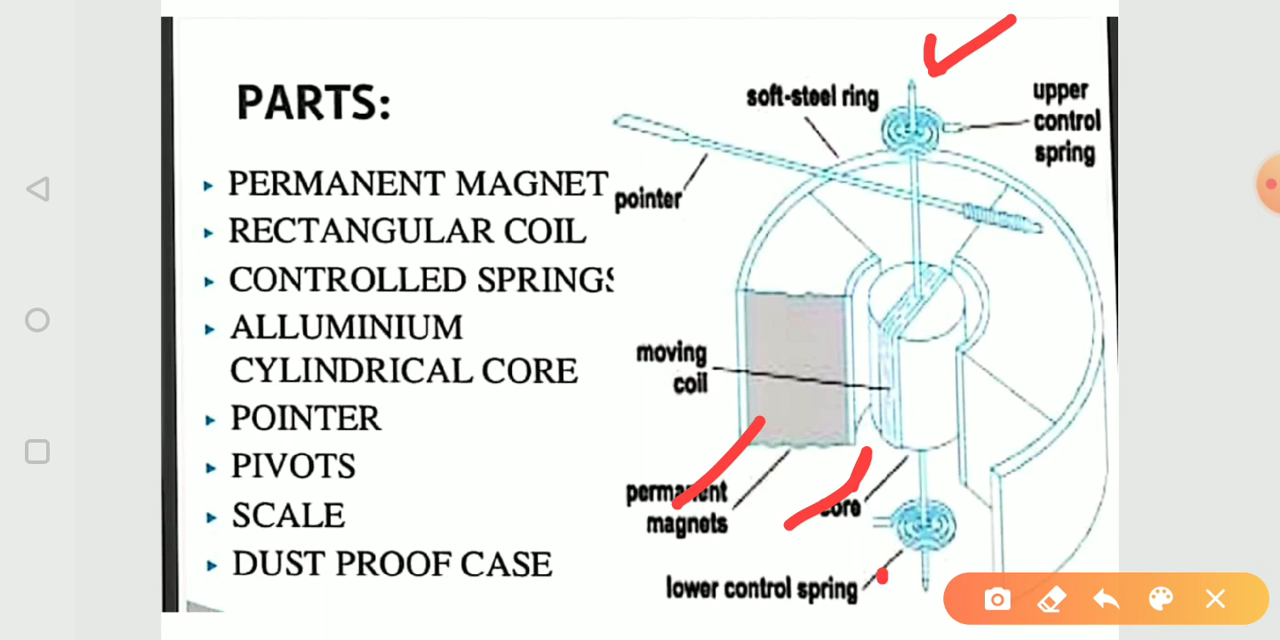 PARTS:
PERMANENT MAGNET
RECTANGULAR COIL
CONTROLLED SPRINGS
ALLUMINIUM
CYLINDRICAL CORE
POINTER
PIVOTS
SCALE
DUST PROOF CASE
soft-steel ring
upper
control
spring
pointer
moving
coil
permanent
magnets
core
lower control spring